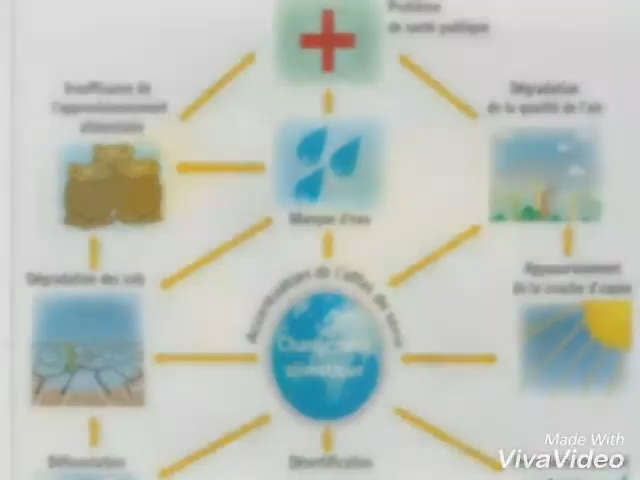 Problème
de santé publique
Insuffisance de
l'approvisionnement
alimentaire
Dégradation
de la qualité de l'air
Manque d'eau
Dégradation des sols
Accentuations de l'effet de serre
Appauvrissement
de la couche d'ozone
Changement
climatique
Déforestation
Désertification
Made With
VivaVideo